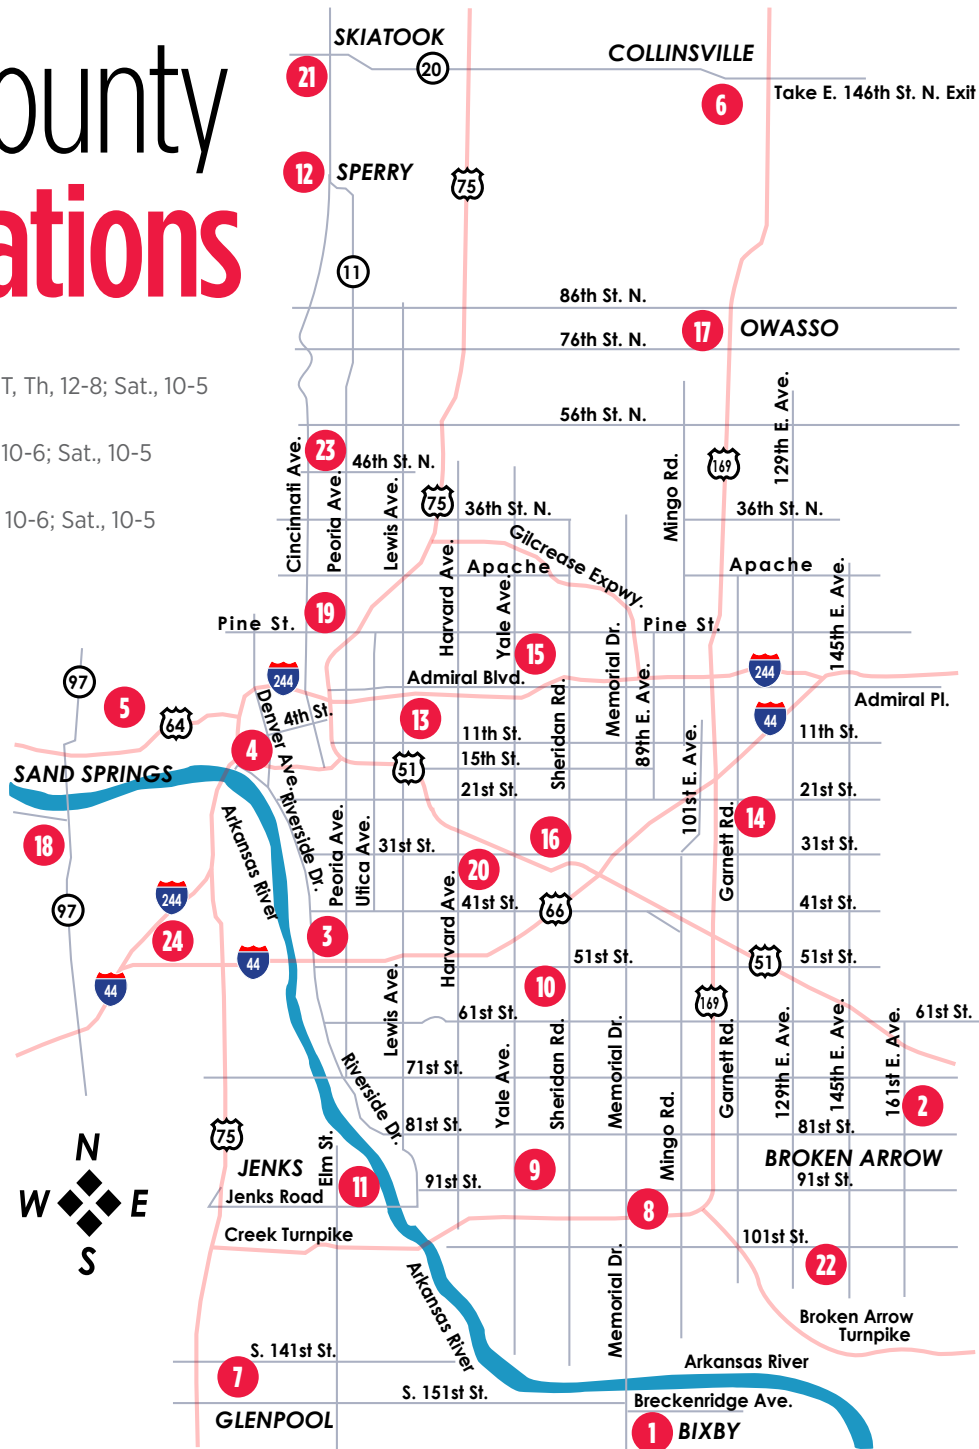 ounty
ations
T, Th, 12-8; Sat., 10-5
10-6; Sat., 10-5
10-6; Sat., 10-5
SKIATOOK
COLLINSVILLE
20
21
6
Take E. 146th St. N. Exit
12
SPERRY
75
11
86th St. N.
17
OWASSO
76th St. N.
56th St. N.
129th E. Ave.
23
46th St. N.
Cincinnati Ave.
Peoria Ave.
Lewis Ave.
75
Mingo Rd.
169
36th St. N.
36th St. N.
Gilcrease Expwy.
Harvard Ave.
Apache
Apache
Yale Ave.
145th E. Ave.
19
Pine St.
Pine St.
15
Memorial Dr.
89th E. Ave.
97
244
244
Admiral Blvd.
Admiral Pl.
5
64
Denver Ave.
4th St.
13
Sheridan Rd.
44
11th St.
11th St.
4
15th St.
51
SAND SPRINGS
21st St.
21st St.
101st E. Ave.
Riverside Dr.
Arkansas River
Peoria Ave.
Utica Ave.
Garnett Rd.
14
18
31st St.
16
31st St.
20
Harvard Ave.
244
97
41st St.
66
41st St.
24
3
44
44
51st St.
51
51st St.
10
169
Lewis Ave.
61st St.
61st St.
Yale Ave.
Sheridan Rd.
Memorial Dr.
Garnett Rd.
129th E. Ave.
145th E. Ave.
161st E. Ave.
Riverside Dr.
71st St.
2
Mingo Rd.
81st St.
81st St.
75
N
W
E
S
Elm St.
JENKS
11
Jenks Road
91st St.
9
BROKEN ARROW
91st St.
8
Creek Turnpike
101st St.
22
Memorial Dr.
Arkansas River
Broken Arrow
Turnpike
S. 141st St.
7
Arkansas River
S. 151st St.
Breckenridge Ave.
GLENPOOL
1
BIXBY